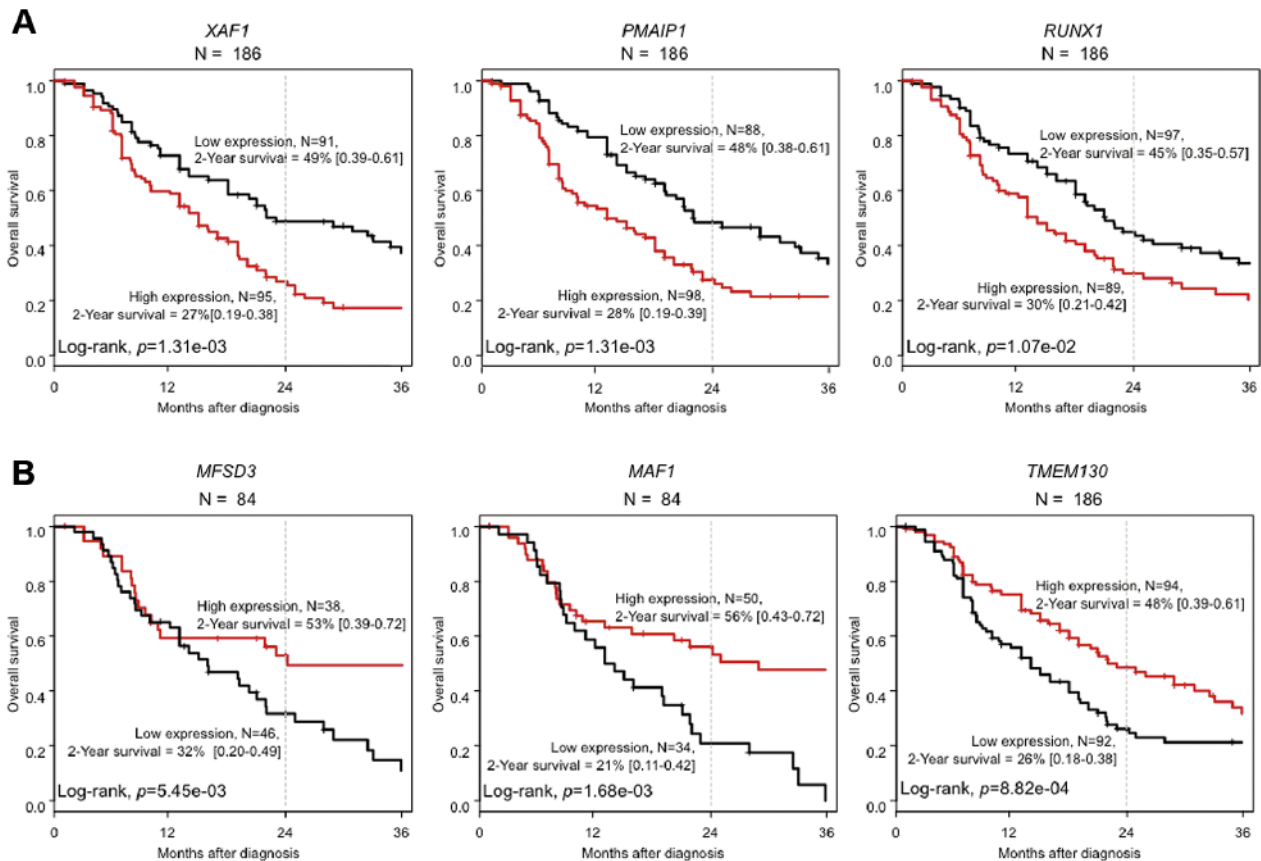 A
XAF1
N = 186
Overall survival
1.0
0.8
0.6
0.4
0.2
0.0
Low expression, N=91,
2-Year survival = 49% [0.39-0.61]
High expression, N=95,
2-Year survival = 27%[0.19-0.38]
Log-rank, p=1.31e-03
0 12 24 36
Months after diagnosis
PMAIP1
N = 186
Overall survival
1.0
0.8
0.6
0.4
0.2
0.0
Low expression, N=88,
2-Year survival = 48% [0.38-0.61]
High expression, N=98,
2-Year survival = 28% [0.19-0.39]
Log-rank, p=1.31e-03
0 12 24 36
Months after diagnosis
RUNX1
N = 186
Overall survival
1.0
0.8
0.6
0.4
0.2
0.0
Low expression, N=97,
2-Year survival = 45% [0.35-0.57]
High expression, N=89,
2-Year survival = 30% [0.21-0.42]
Log-rank, p=1.07e-02
0 12 24 36
Months after diagnosis
B
MFSD3
N = 84
Overall survival
1.0
0.8
0.6
0.4
0.2
0.0
High expression, N=38,
2-Year survival = 53% [0.39-0.72]
Low expression, N=46,
2-Year survival = 32% [0.20-0.49]
Log-rank, p=5.45e-03
0 12 24 36
Months after diagnosis
MAF1
N = 84
Overall survival
1.0
0.8
0.6
0.4
0.2
0.0
High expression, N=50,
2-Year survival = 56% [0.43-0.72]
Low expression, N=34,
2-Year survival = 21% [0.11-0.42]
Log-rank, p=1.68e-03
0 12 24 36
Months after diagnosis
TMEM130
N = 186
Overall survival
1.0
0.8
0.6
0.4
0.2
0.0
High expression, N=94,
2-Year survival = 48% [0.39-0.61]
Low expression, N=92,
2-Year survival = 26% [0.18-0.38]
Log-rank, p=8.82e-04
0 12 24 36
Months after diagnosis